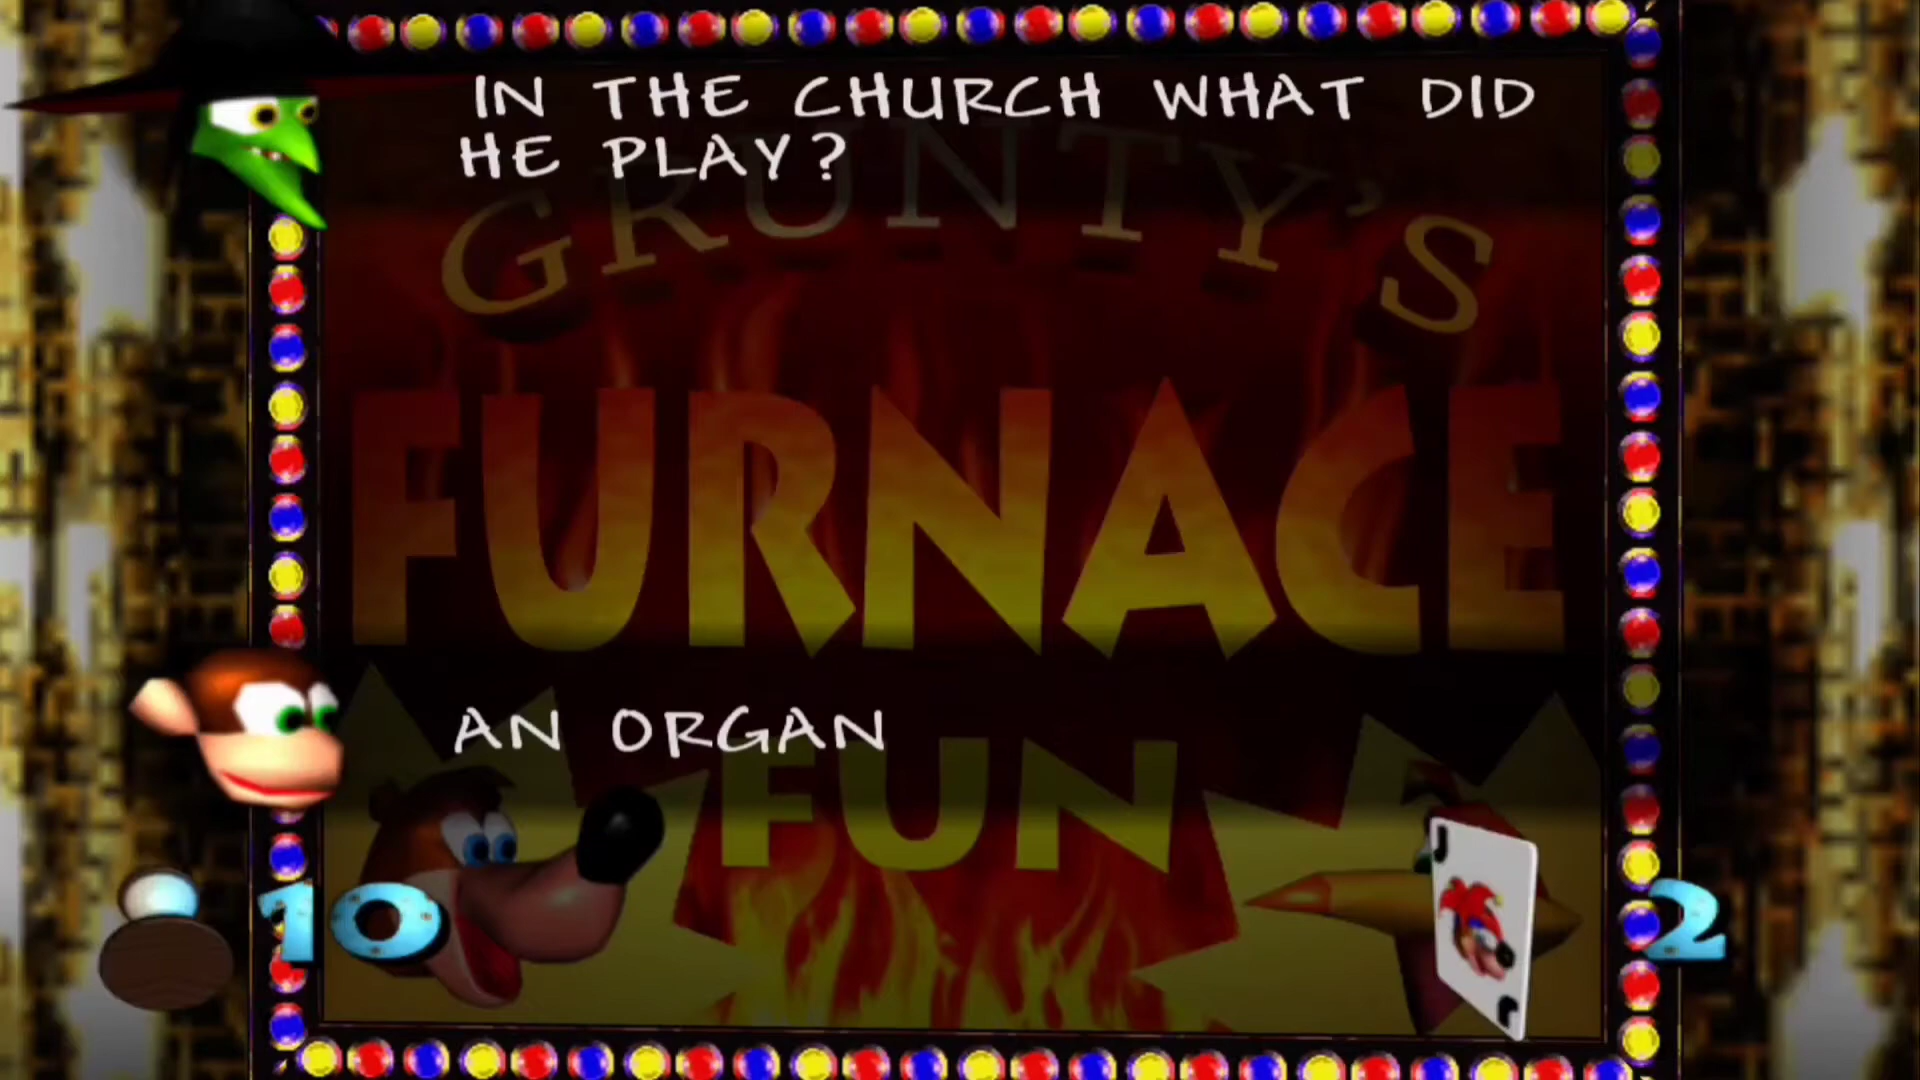 IN THE CHURCH WHAT DID
HE PLAY?
GRUNTY'S
FURNACE
AN ORGAN
FUN
10
2
J
J